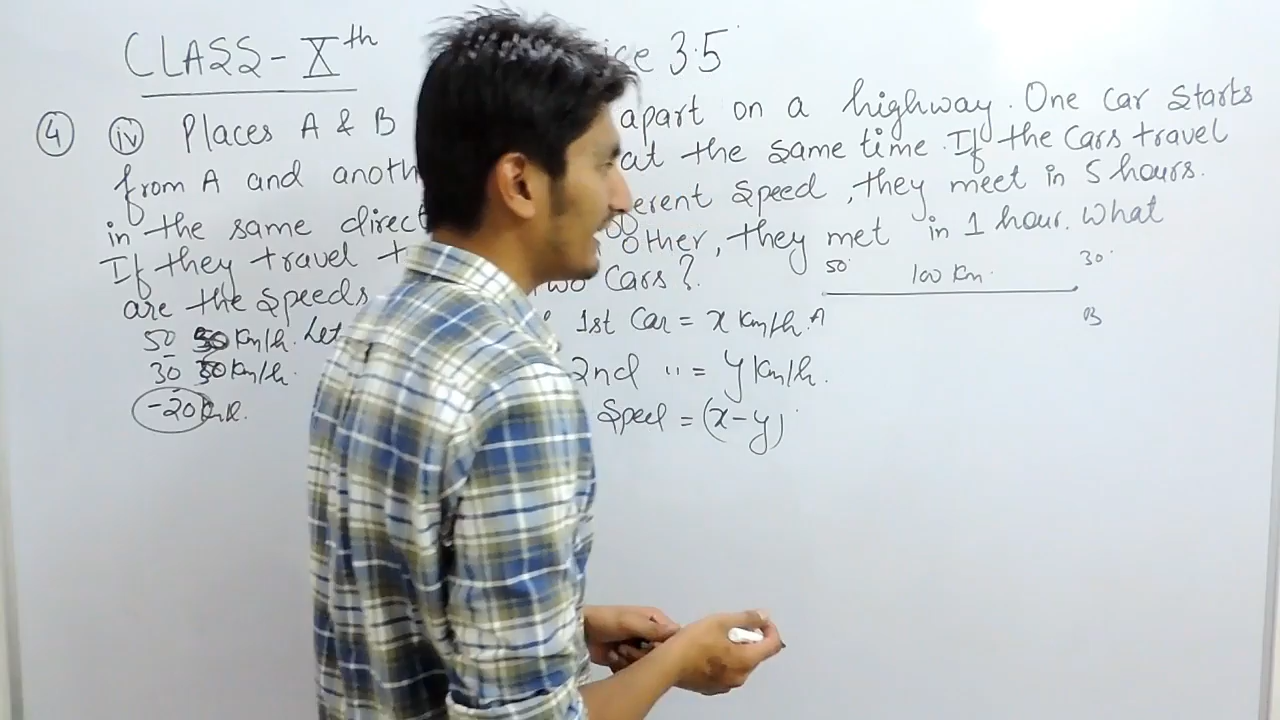 CLASS - Xth ice 3.5
4 iv Places A & B apart on a highway. One Car starts
from A and anoth at the same time. If the Cars travel
in the same direct erent Speed, they meet in 5 hours.
If they travel t other, they met in 1 hour. What
are the Speeds wo Cars?
50 100 Km 30
A B
50 Km/h. Let 1st Car = x Km/h.
30 Km/h. 2nd " = y Km/h.
-20 Speed = (x-y)